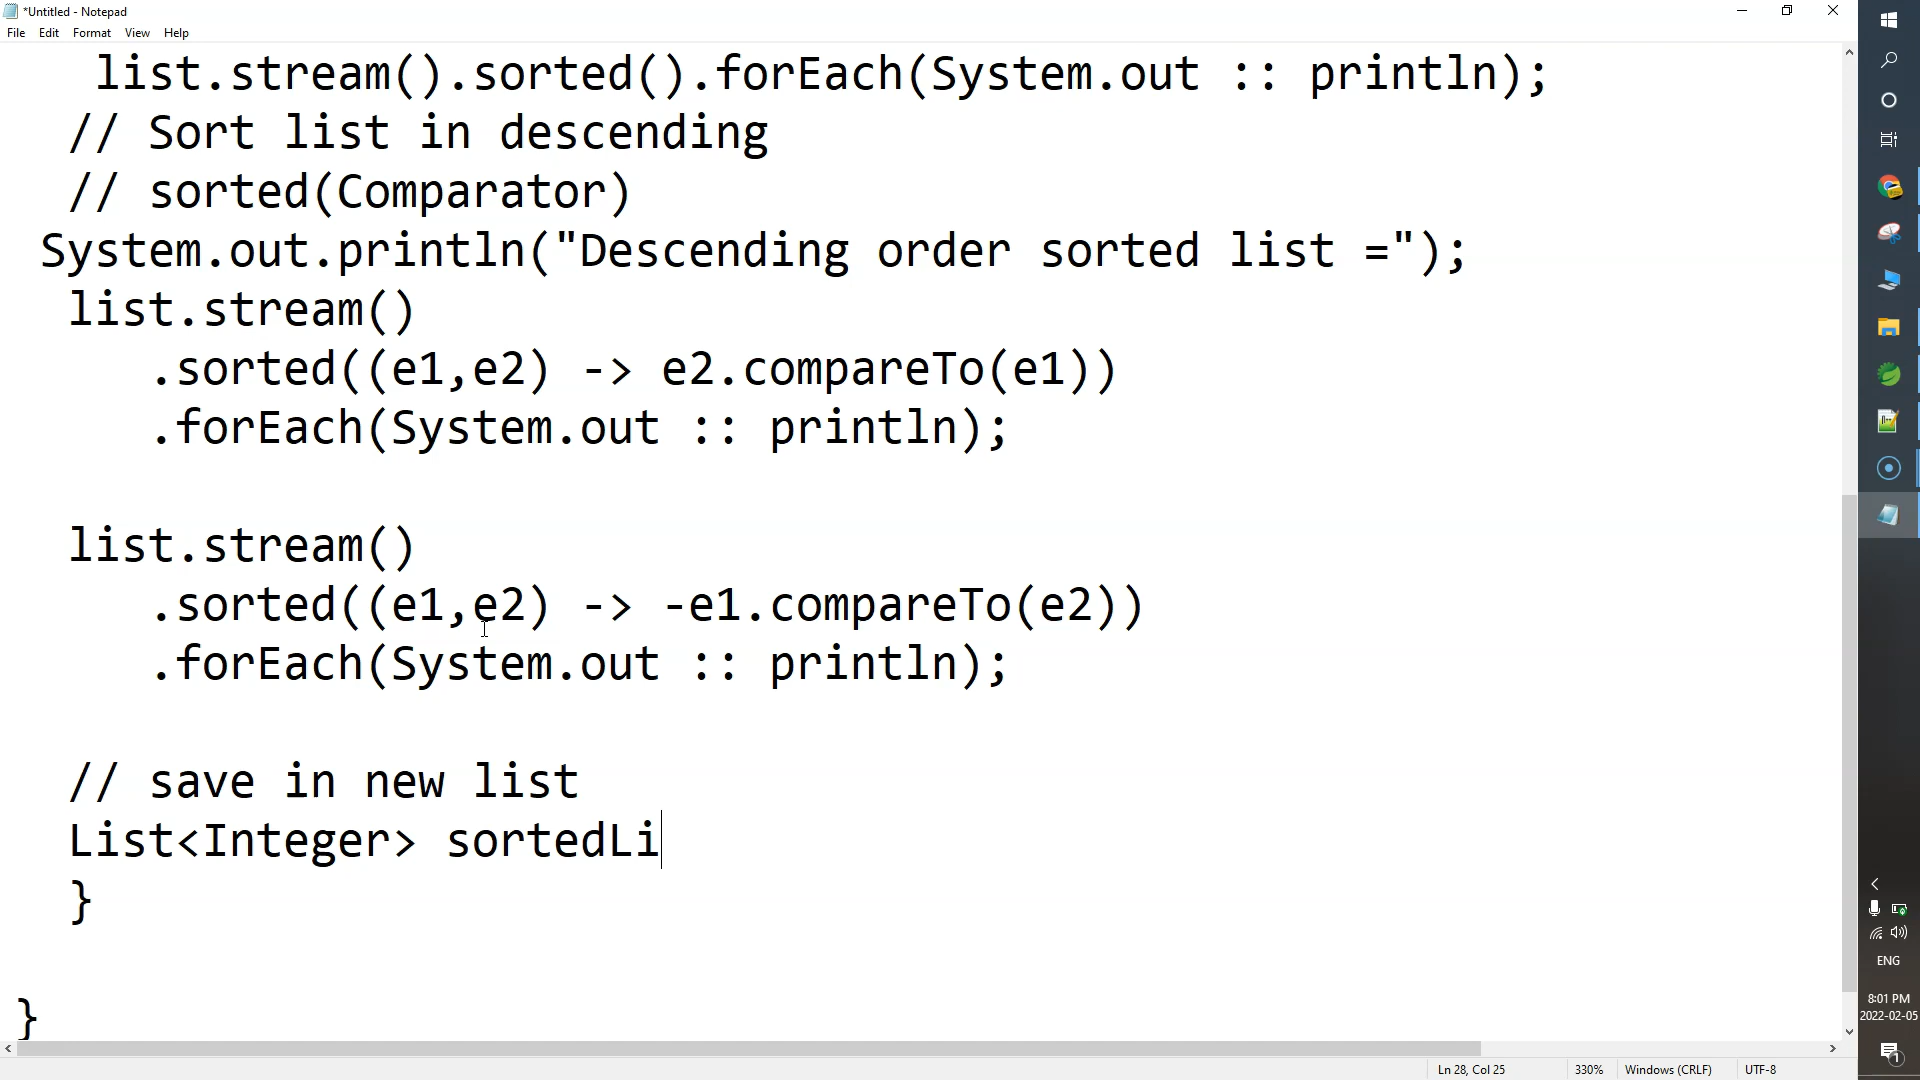 *Untitled - Notepad
File Edit Format View Help
list.stream().sorted().forEach(System.out :: println);
// Sort list in descending
// sorted(Comparator)
System.out.println("Descending order sorted list =");
list.stream()
.sorted((e1,e2) -> e2.compareTo(e1))
.forEach(System.out :: println);
list.stream()
.sorted((e1,e2) -> -e1.compareTo(e2))
.forEach(System.out :: println);
// save in new list
List<Integer> sortedLi
}
}
Ln 28, Col 25 330% Windows (CRLF) UTF-8
ENG
8:01 PM
2022-02-05
1